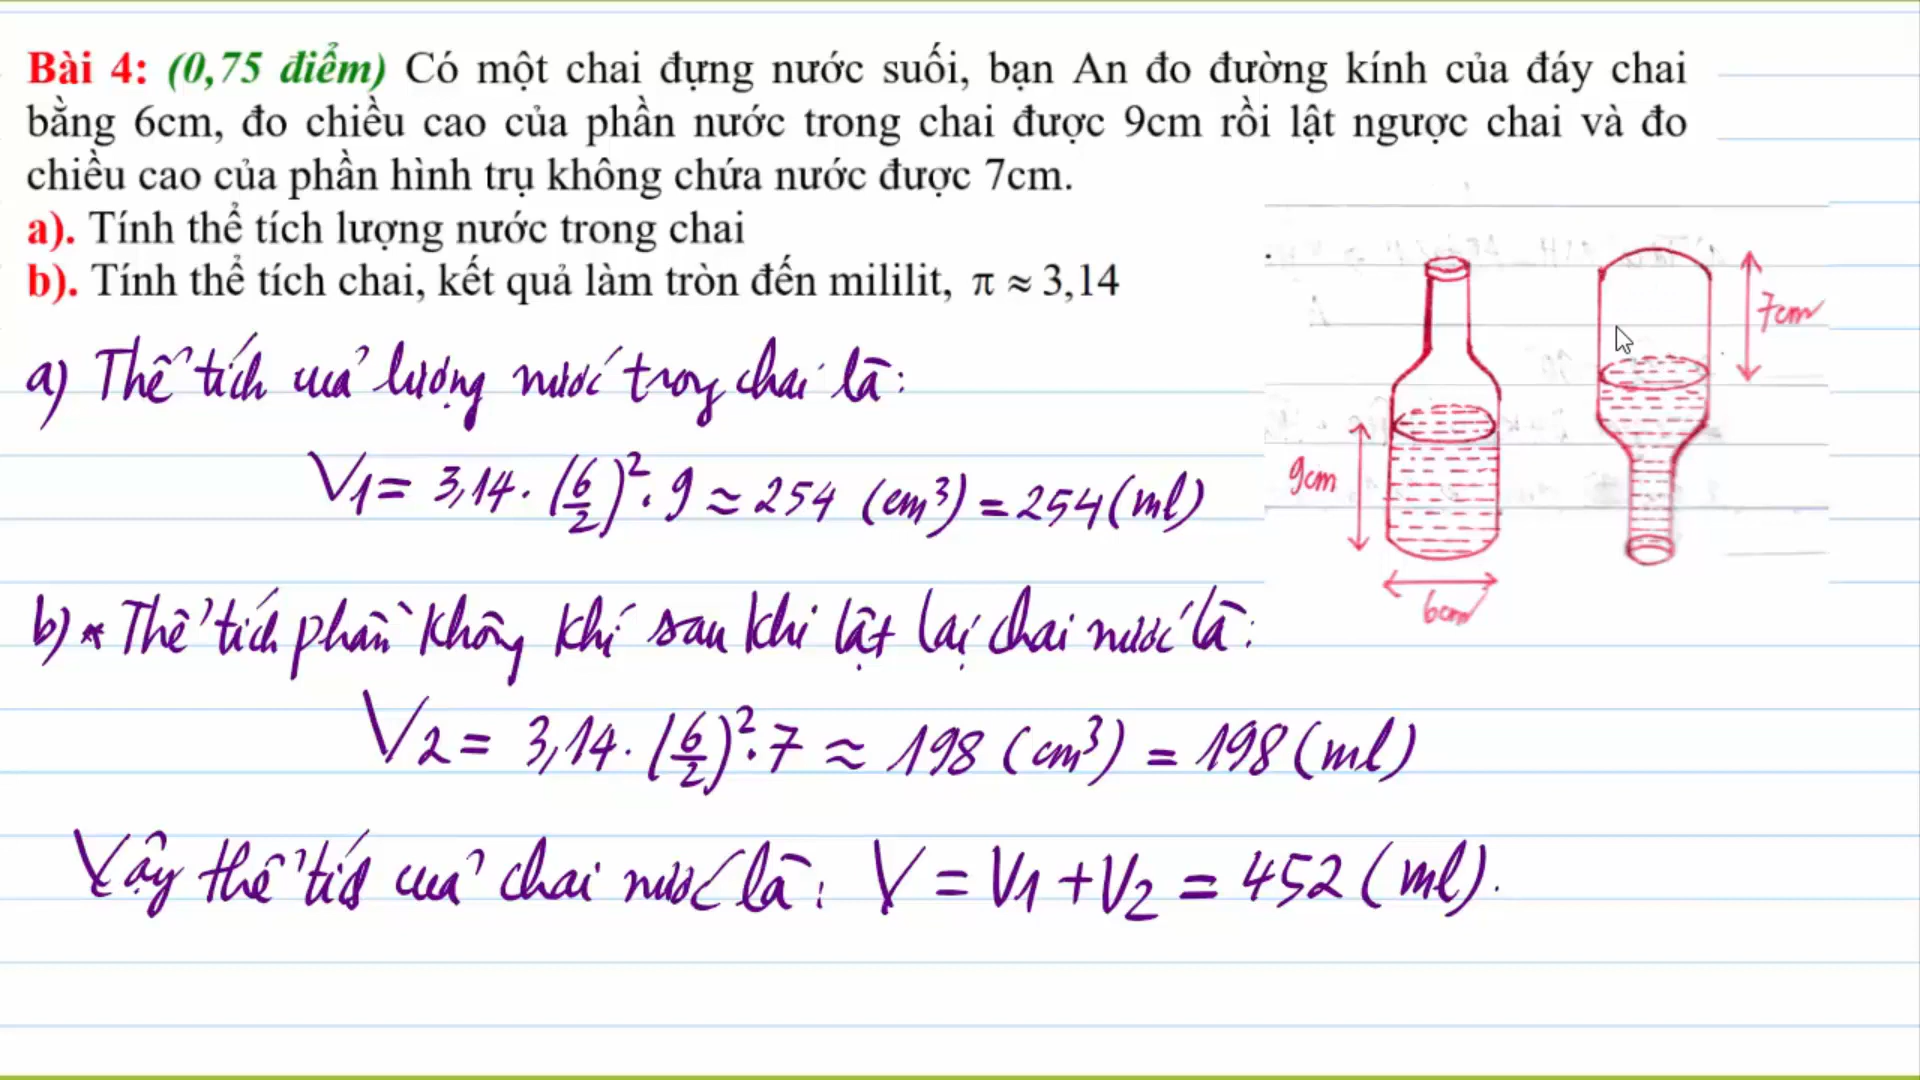 Bài 4: (0,75 điểm) Có một chai đựng nước suối, bạn An đo đường kính của đáy chai
bằng 6cm, đo chiều cao của phần nước trong chai được 9cm rồi lật ngược chai và đo
chiều cao của phần hình trụ không chứa nước được 7cm.
a). Tính thể tích lượng nước trong chai
b). Tính thể tích chai, kết quả làm tròn đến mililit, π ≈ 3,14
7cm
9cm
6cm
a) Thể tích của lượng nước trong chai là:
V1 = 3,14 . (6/2)² . 9 ≈ 254 (cm³) = 254 (ml)
b) * Thể tích phần không khí sau khi lật lại chai nước là:
V2 = 3,14 . (6/2)² . 7 ≈ 198 (cm³) = 198 (ml)
Vậy thể tích của chai nước là: V = V1 + V2 = 452 (ml).